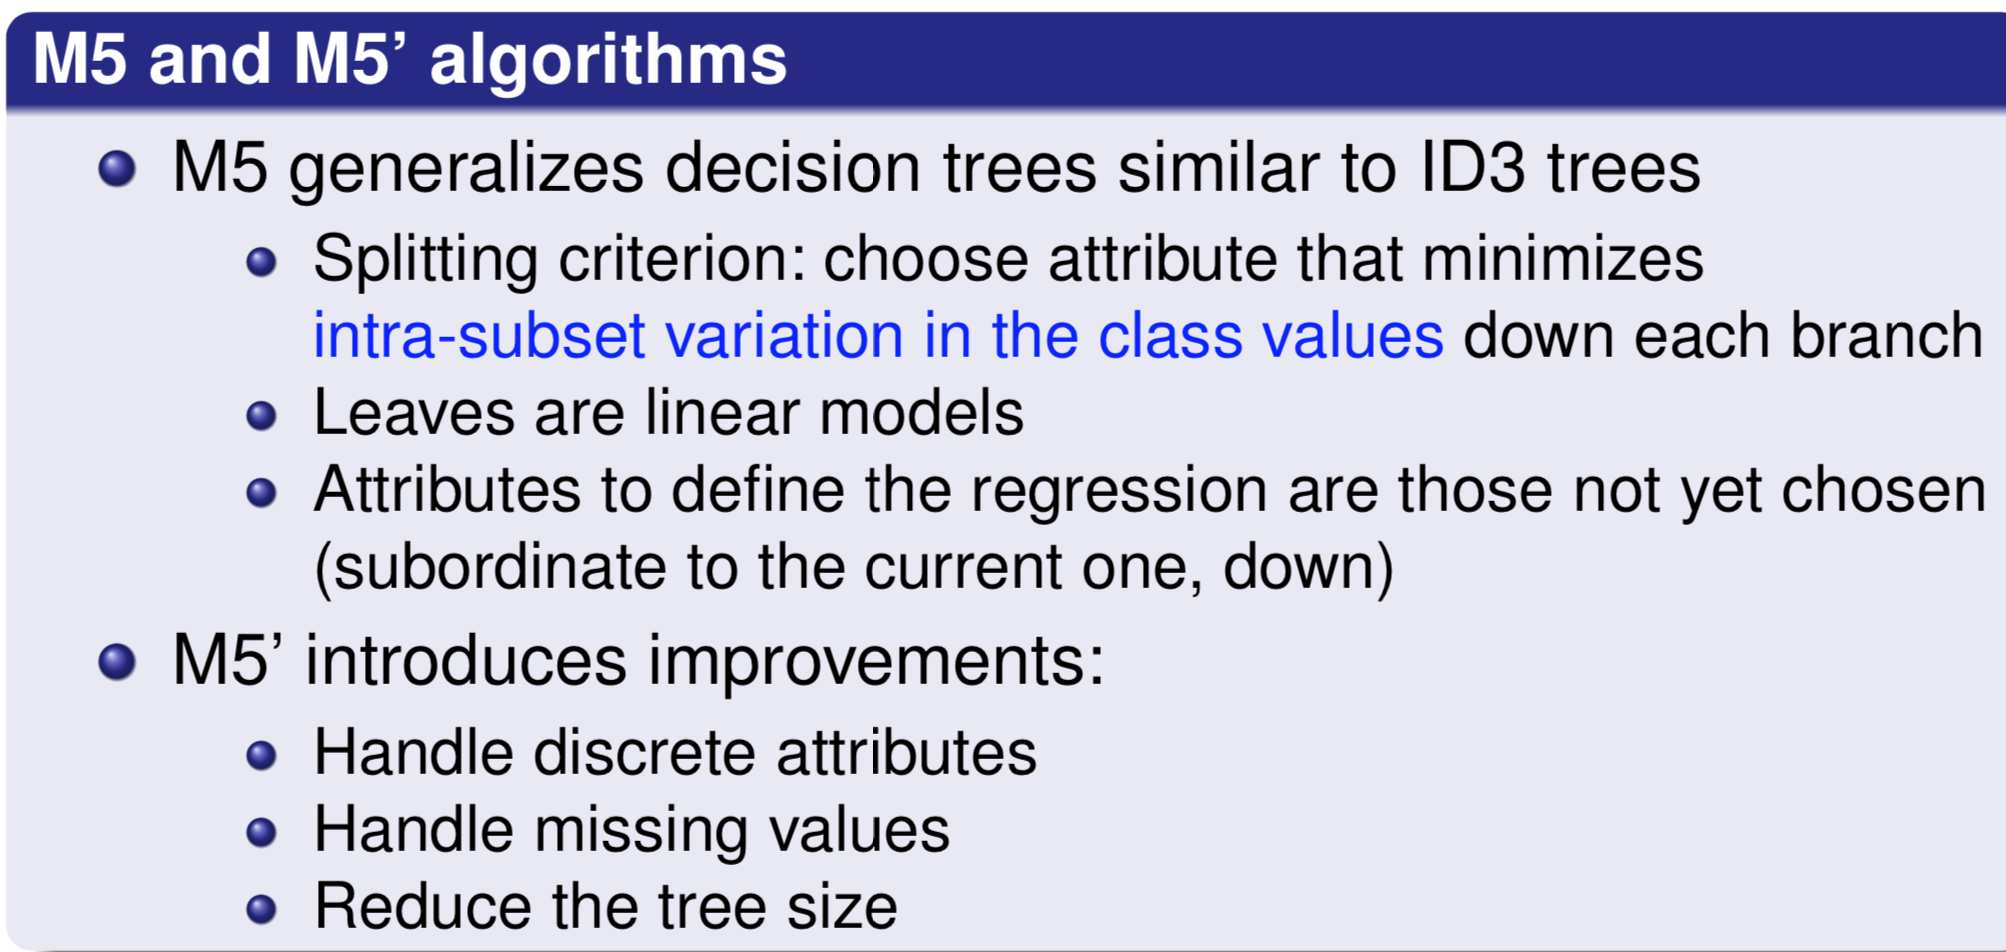 M5 and M5’ algorithms
M5 generalizes decision trees similar to ID3 trees
Splitting criterion: choose attribute that minimizes
intra-subset variation in the class values down each branch
Leaves are linear models
Attributes to define the regression are those not yet chosen
(subordinate to the current one, down)
M5’ introduces improvements:
Handle discrete attributes
Handle missing values
Reduce the tree size